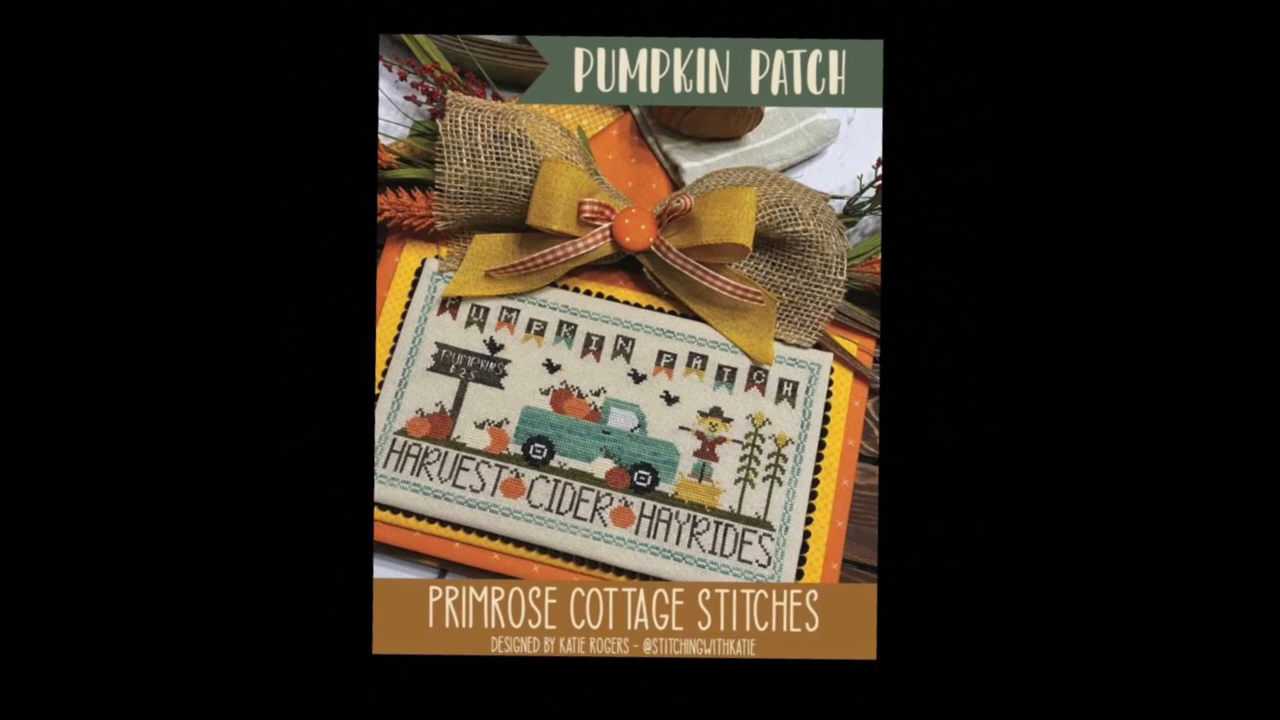 PUMPKIN PATCH
PUMPKIN PATCH
PUMPKINS
HARVEST CIDER HAYRIDES
PRIMROSE COTTAGE STITCHES
DESIGNED BY KATIE ROGERS - @STITCHINGWITHKATIE